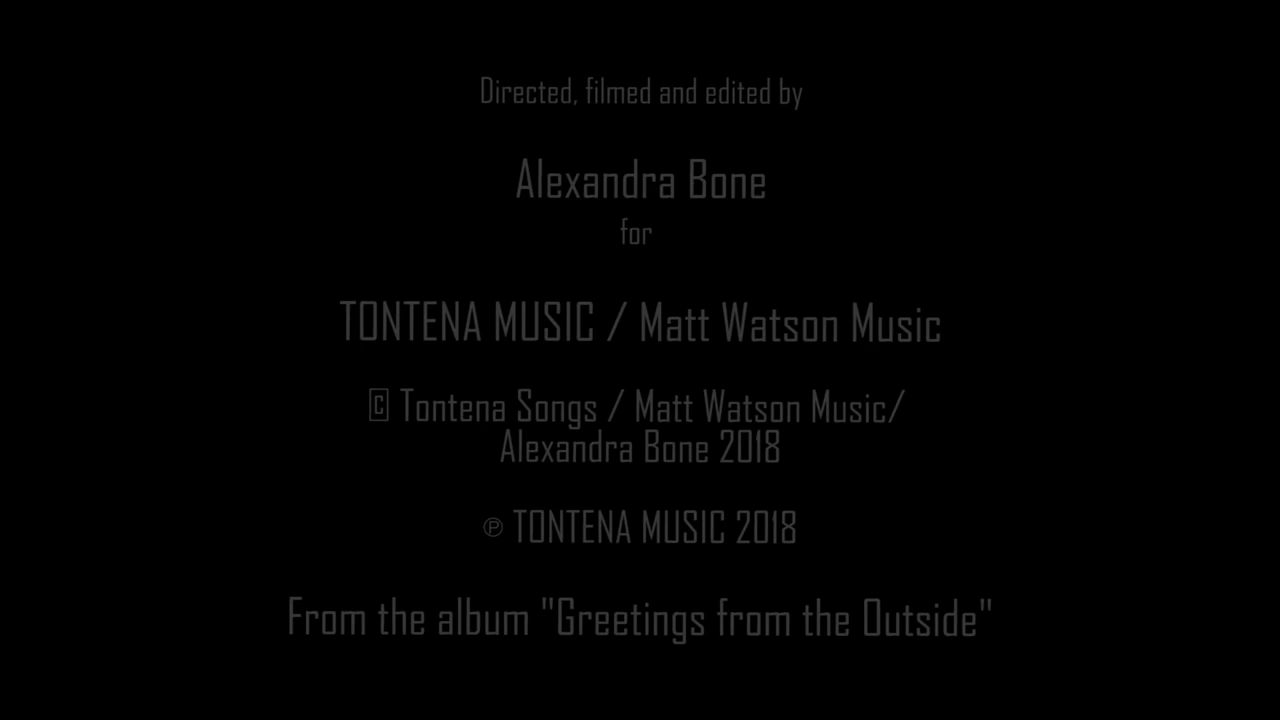 Directed, filmed and edited by
Alexandra Bone
for
TONTENA MUSIC / Matt Watson Music
© Tontena Songs / Matt Watson Music/
Alexandra Bone 2018
℗ TONTENA MUSIC 2018
From the album "Greetings from the Outside"